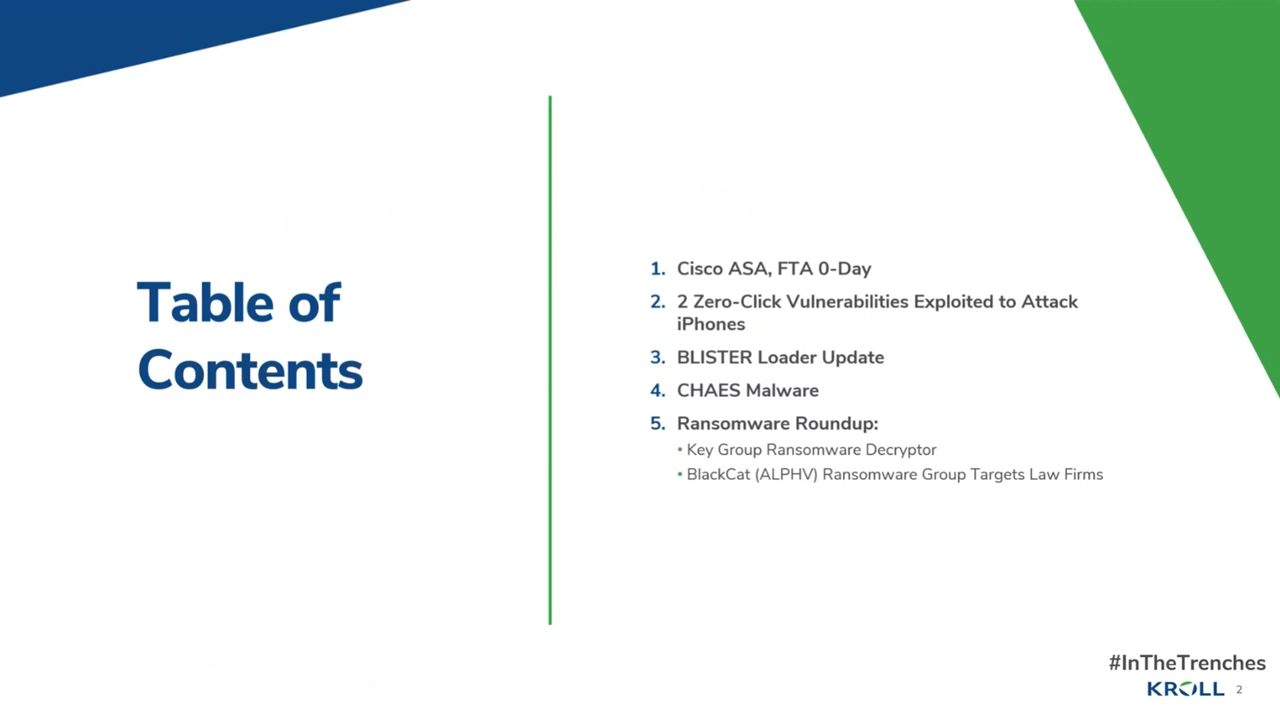 Table of
Contents
1. Cisco ASA, FTA 0-Day
2. 2 Zero-Click Vulnerabilities Exploited to Attack
iPhones
3. BLISTER Loader Update
4. CHAES Malware
5. Ransomware Roundup:
• Key Group Ransomware Decryptor
• BlackCat (ALPHV) Ransomware Group Targets Law Firms
#InTheTrenches
KROLL 2